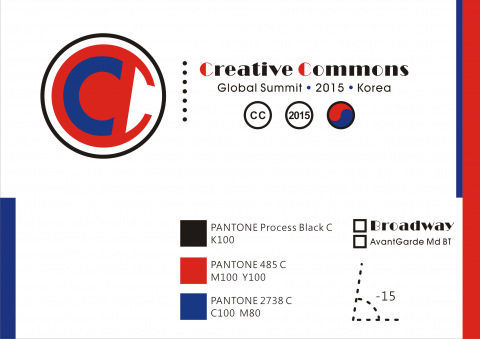 CC
Creative Commons
Global Summit • 2015 • Korea
CC 2015
PANTONE Process Black C
K100
PANTONE 485 C
M100 Y100
PANTONE 2738 C
C100 M80
Broadway
AvantGarde Md BT
-15